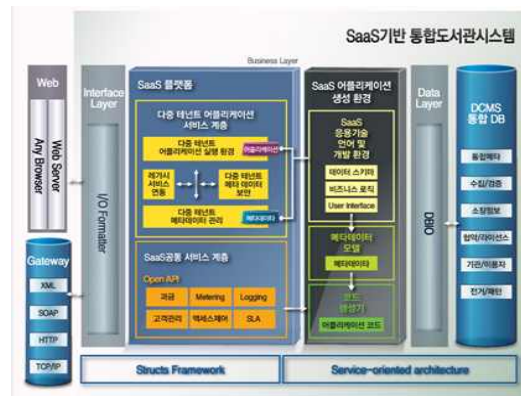 SaaS기반 통합도서관시스템
Business Layer
Web
Web Server
Any Browser
Gateway
XML
SOAP
HTTP
TCP/IP
Interface
Layer
I/O Formatter
SaaS 플랫폼
다중 테넌트 어플리케이션
서비스 계층
다중 테넌트
어플리케이션 실행 환경
어플리케이션
레가시
서비스
연동
다중 테넌트
메타 데이터
보안
다중 테넌트
메타데이터 관리
메타데이타
SaaS공통 서비스 계층
Open API
과금
Metering
Logging
고객관리
액세스제어
SLA
SaaS 어플리케이션
생성 환경
SaaS
응용기술
언어 및
개발 환경
데이터 스키마
비즈니스 로직
User Interface
메타데이터
모델
메타데이타
코드
생성기
어플리케이션 코드
Data
Layer
DBIO
DCMS
통합 DB
통합메타
수집/검증
소장정보
협약/라이선스
기관/이용자
전거/패턴
Structs Framework
Service-oriented architecture